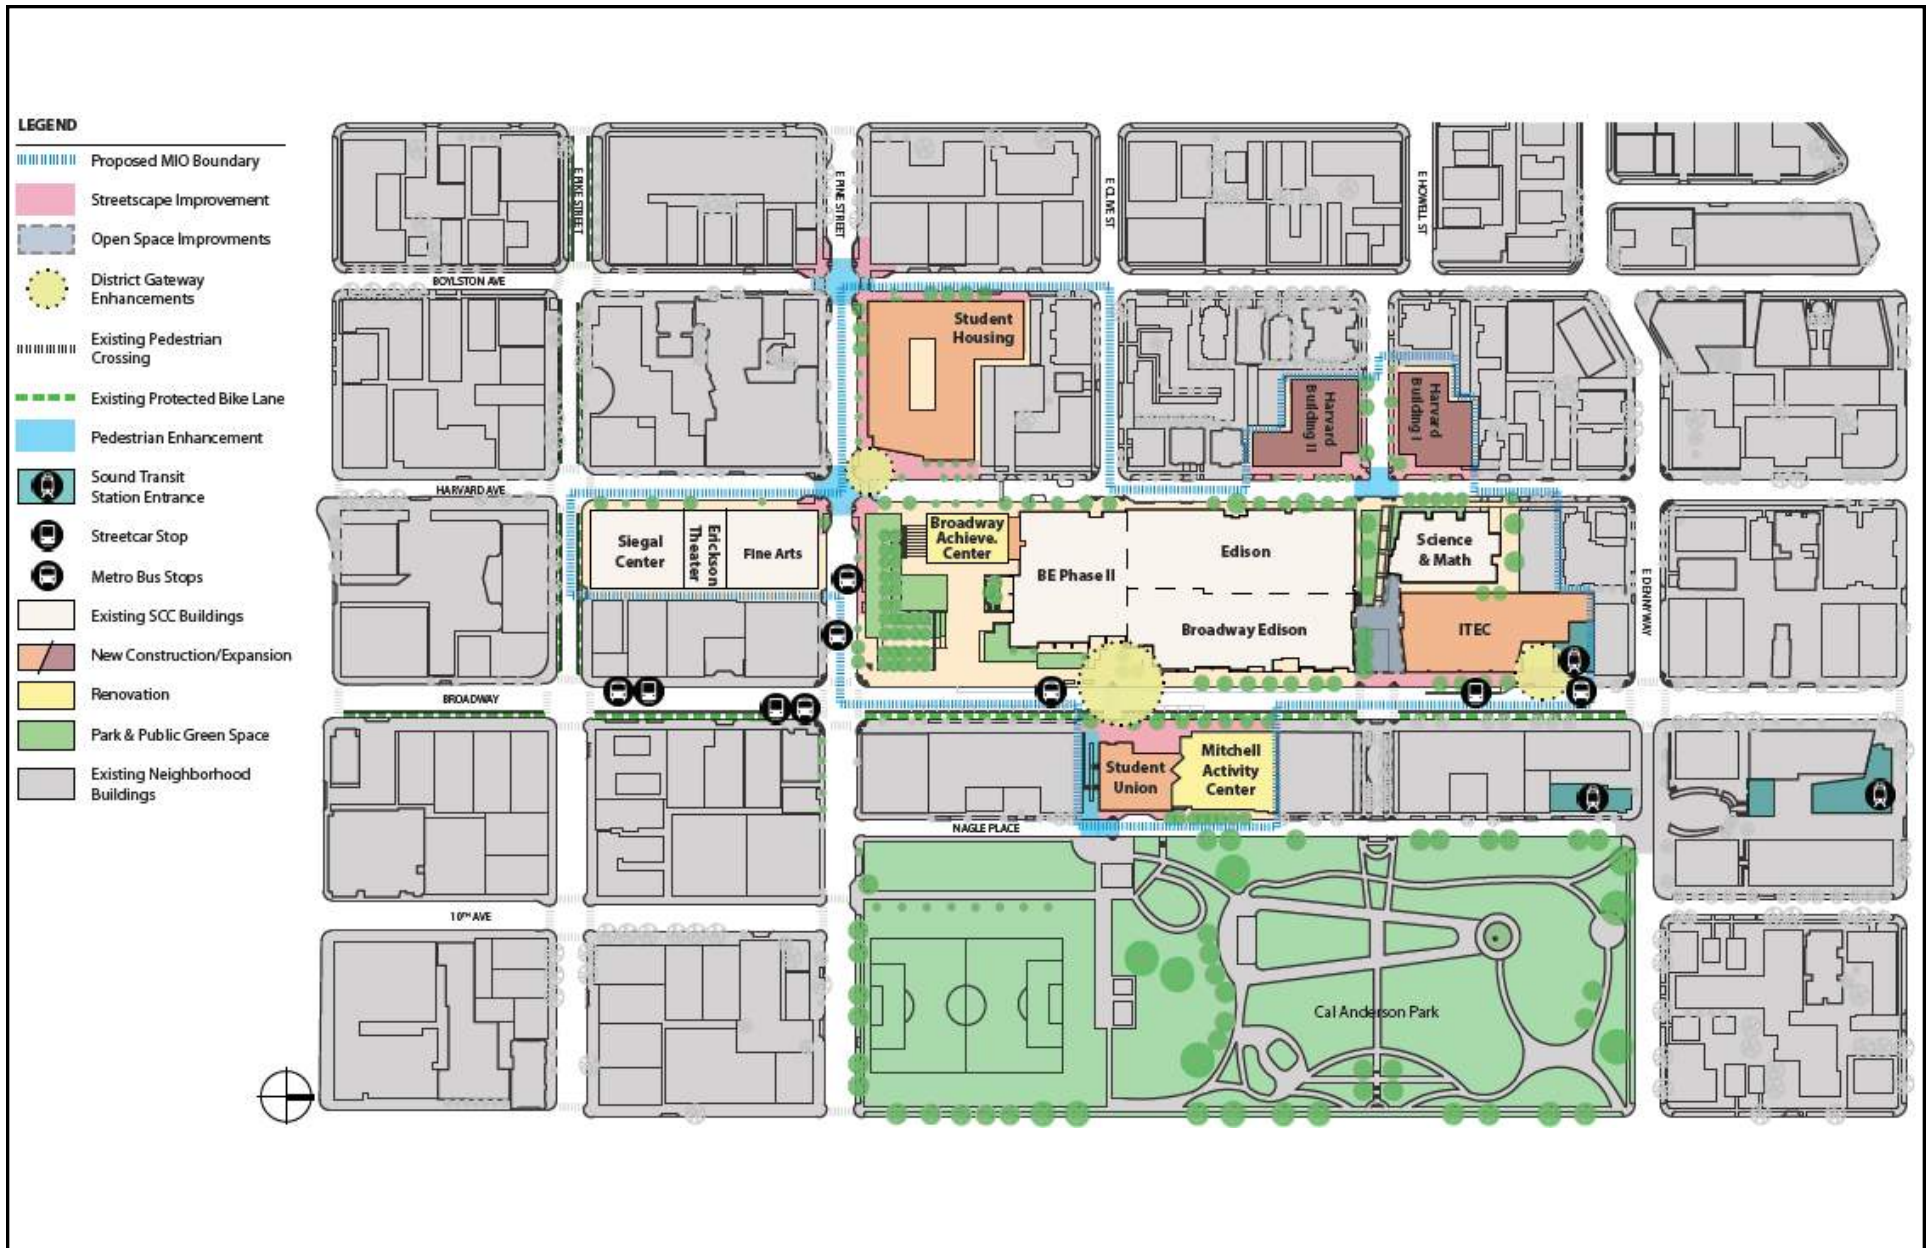 LEGEND
Proposed MIO Boundary
Streetscape Improvement
Open Space Improvments
District Gateway
Enhancements
Existing Pedestrian
Crossing
Existing Protected Bike Lane
Pedestrian Enhancement
Sound Transit
Station Entrance
Streetcar Stop
Metro Bus Stops
Existing SCC Buildings
New Construction/Expansion
Renovation
Park & Public Green Space
Existing Neighborhood
Buildings
E PIKE STREET
E PINE STREET
E OLIVE ST
E HOWELL ST
BOYLSTON AVE
Student
Housing
Harvard
Building II
Harvard
Building I
HARVARD AVE
Siegal
Center
Erickson
Theater
Fine Arts
Broadway
Achieve.
Center
BE Phase II
Edison
Broadway Edison
Science
& Math
ITEC
E DENNYWAY
BROADWAY
Student
Union
Mitchell
Activity
Center
NAGLE PLACE
10TH AVE
Cal Anderson Park